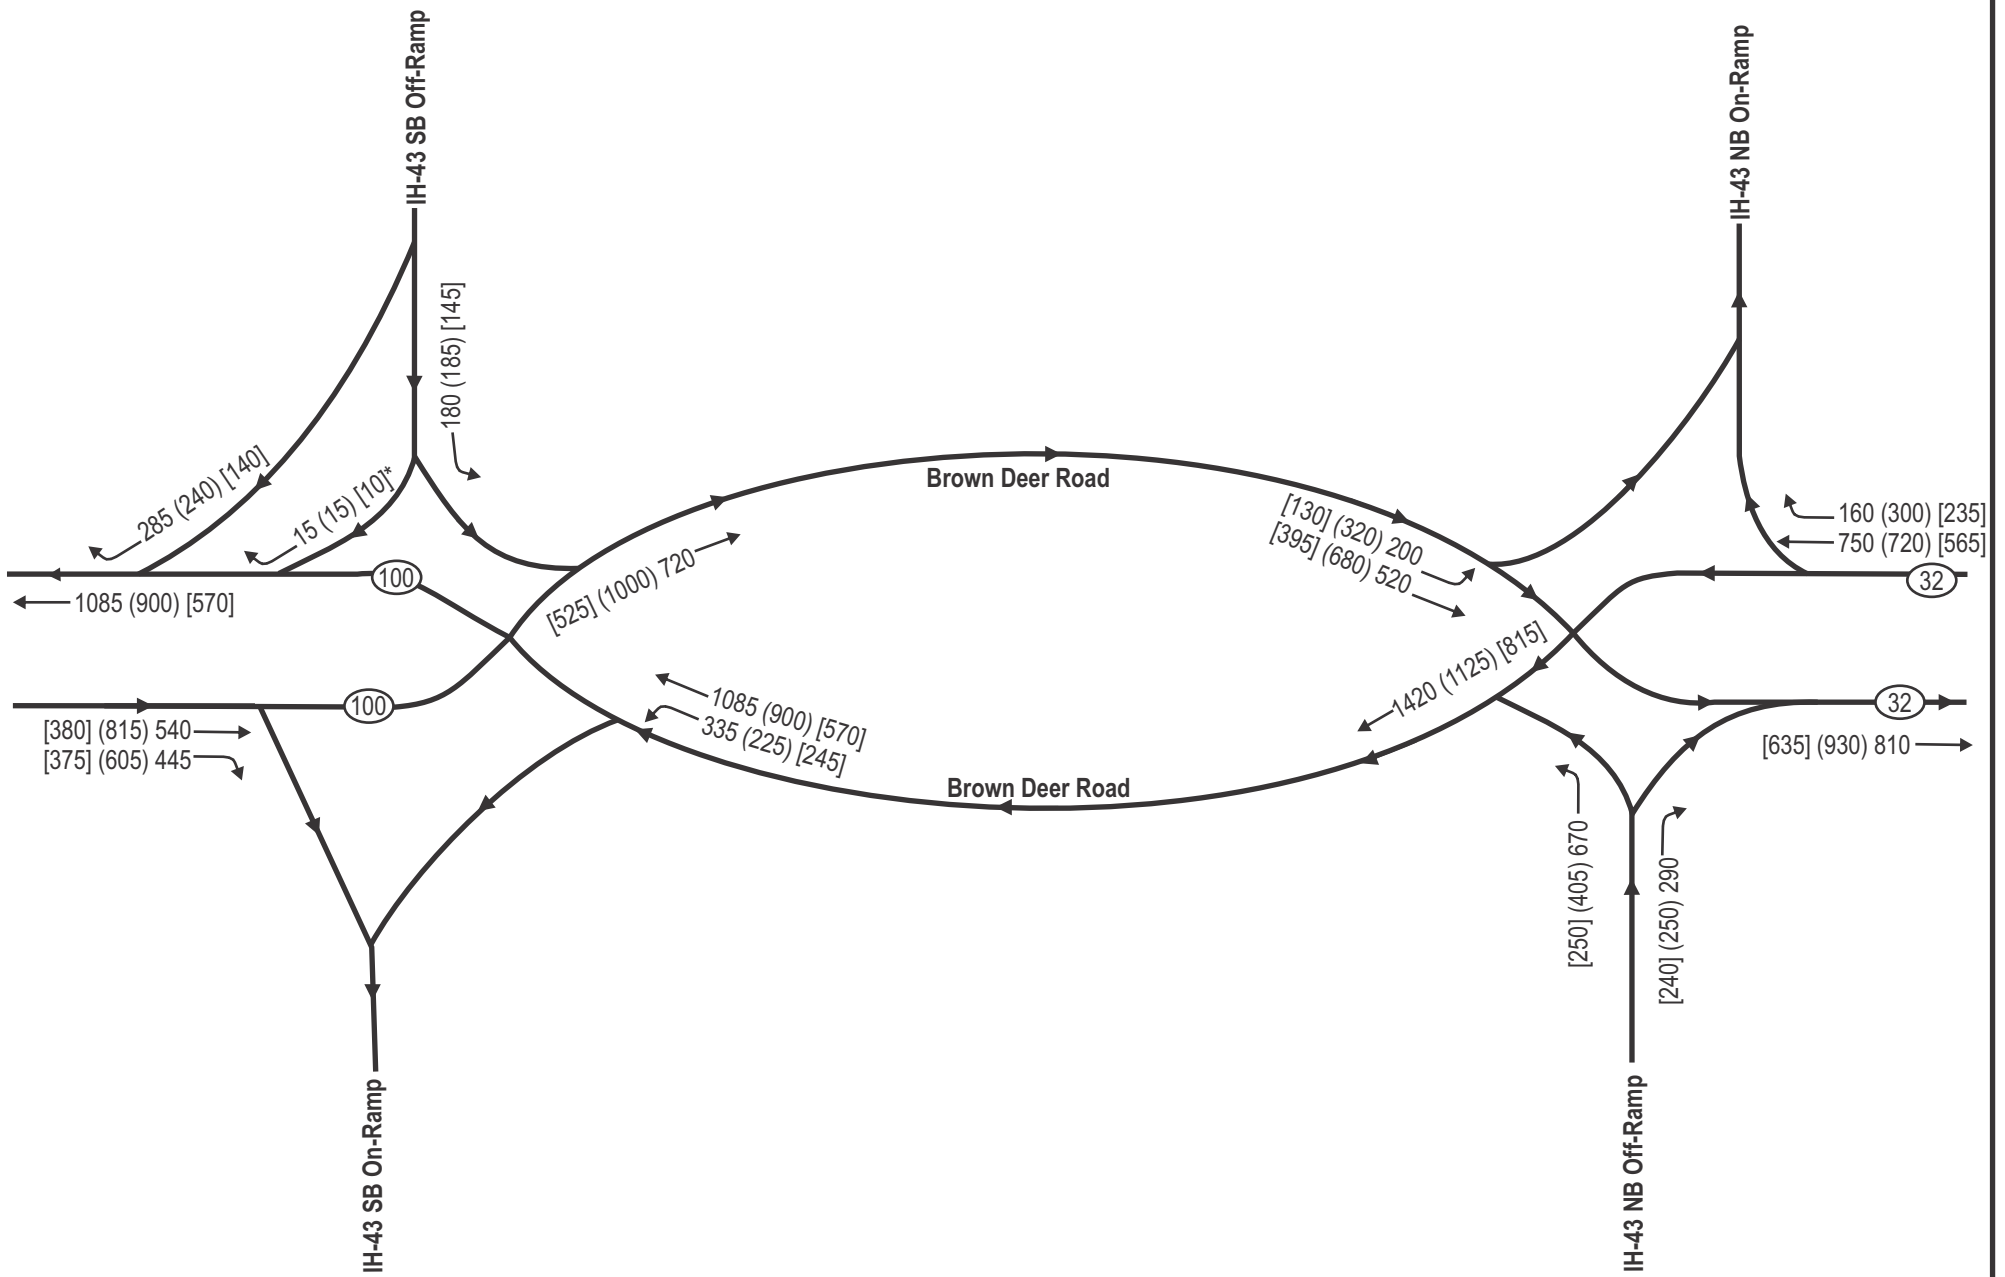 IH-43 SB Off-Ramp
IH-43 NB On-Ramp
180 (185) [145]
285 (240) [140]
15 (15) [10]*
Brown Deer Road
[130] (320) 200
[395] (680) 520
160 (300) [235]
750 (720) [565]
100
32
1085 (900) [570]
[525] (1000) 720
1420 (1125) [815]
100
32
[380] (815) 540
[375] (605) 445
1085 (900) [570]
335 (225) [245]
[635] (930) 810
Brown Deer Road
[250] (405) 670
[240] (250) 290
IH-43 SB On-Ramp
IH-43 NB Off-Ramp